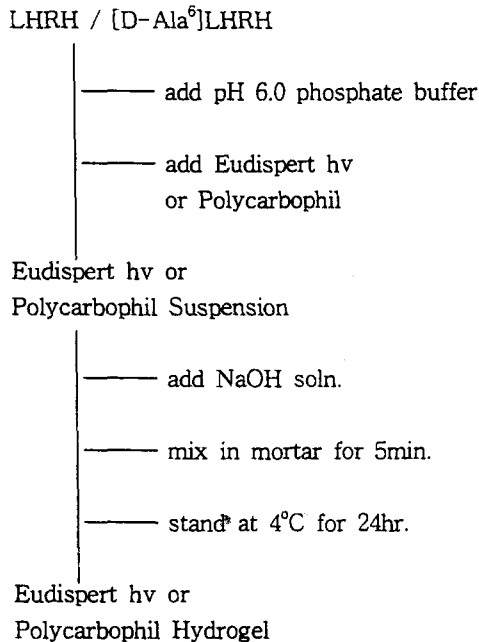 LHRH / [D-Ala⁶]LHRH
add pH 6.0 phosphate buffer
add Eudispert hv
or Polycarbophil
Eudispert hv or
Polycarbophil Suspension
add NaOH soln.
mix in mortar for 5min.
stand at 4°C for 24hr.
Eudispert hv or
Polycarbophil Hydrogel